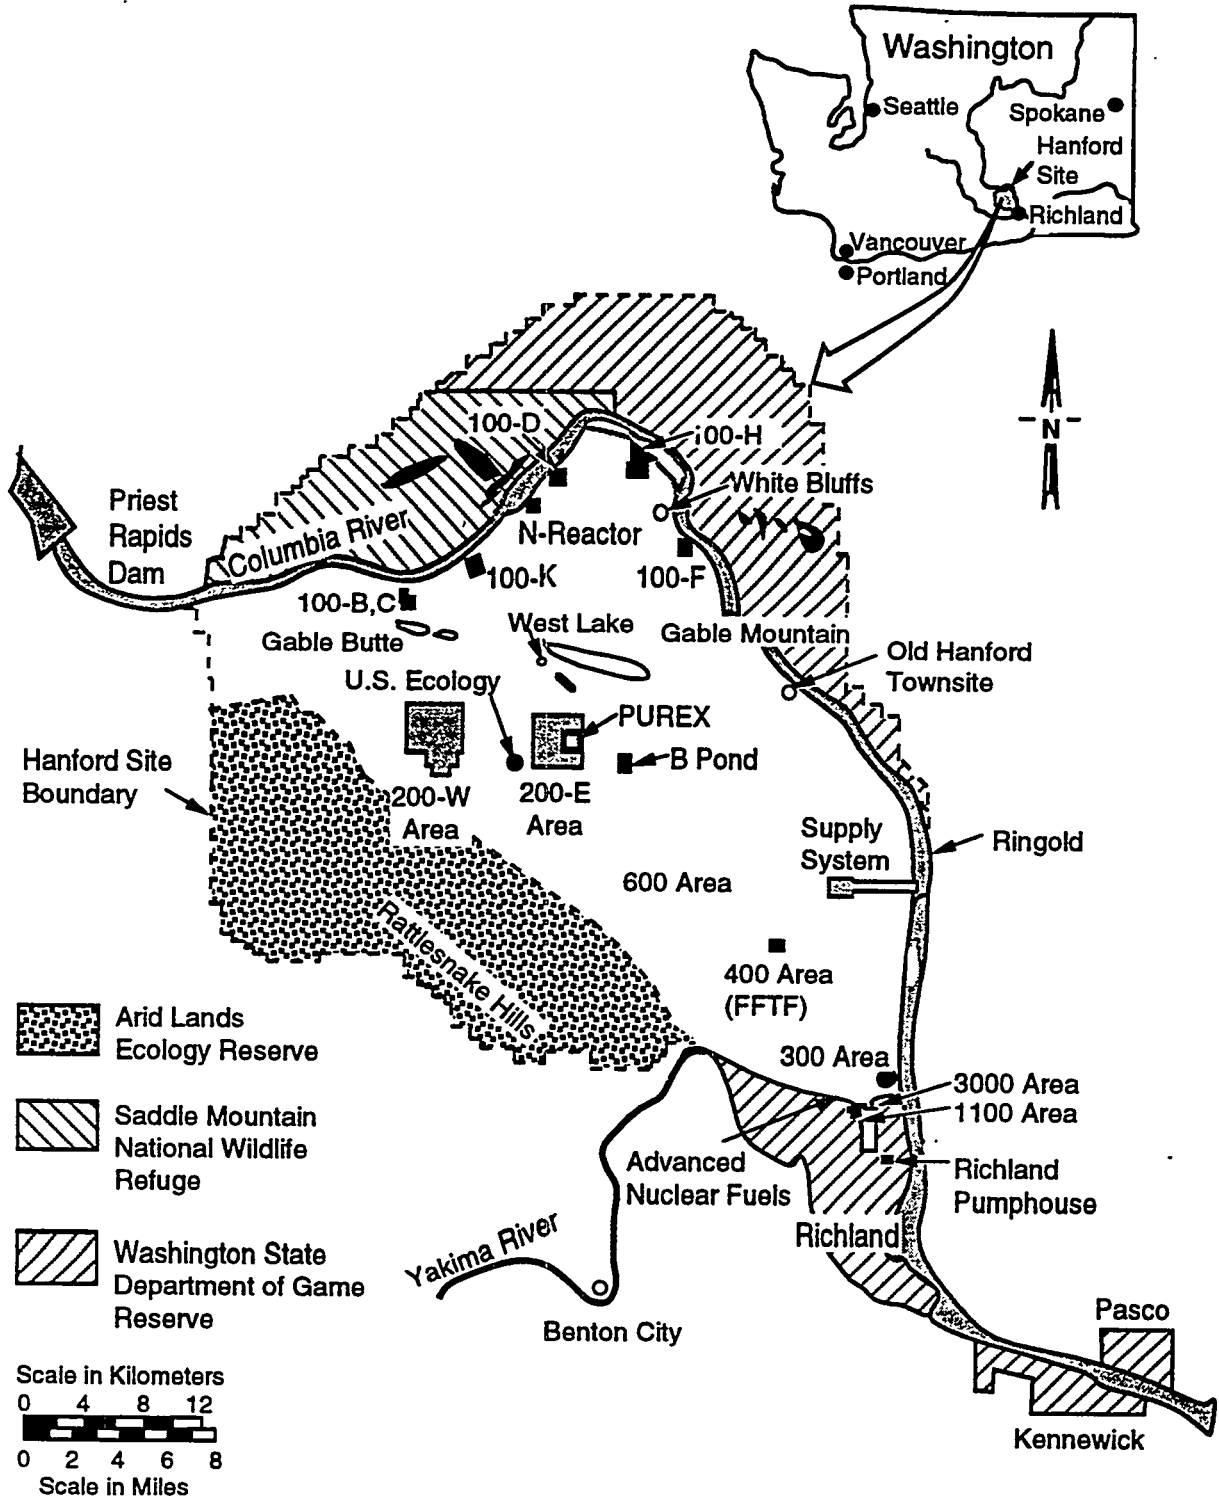 Washington
Seattle
Spokane
Hanford
Site
Richland
Vancouver
Portland
N
100-D
100-H
White Bluffs
Priest
Rapids
Dam
Columbia River
N-Reactor
100-K
100-F
100-B,C
Gable Butte
West Lake
Gable Mountain
U.S. Ecology
Old Hanford
Townsite
PUREX
Hanford Site
Boundary
B Pond
200-W
Area
200-E
Area
Supply
System
Ringold
600 Area
Rattlesnake Hills
400 Area
(FFTF)
300 Area
3000 Area
1100 Area
Arid Lands
Ecology Reserve
Saddle Mountain
National Wildlife
Refuge
Advanced
Nuclear Fuels
Richland
Pumphouse
Richland
Yakima River
Washington State
Department of Game
Reserve
Benton City
Pasco
Kennewick
Scale in Kilometers
0 4 8 12
0 2 4 6 8
Scale in Miles